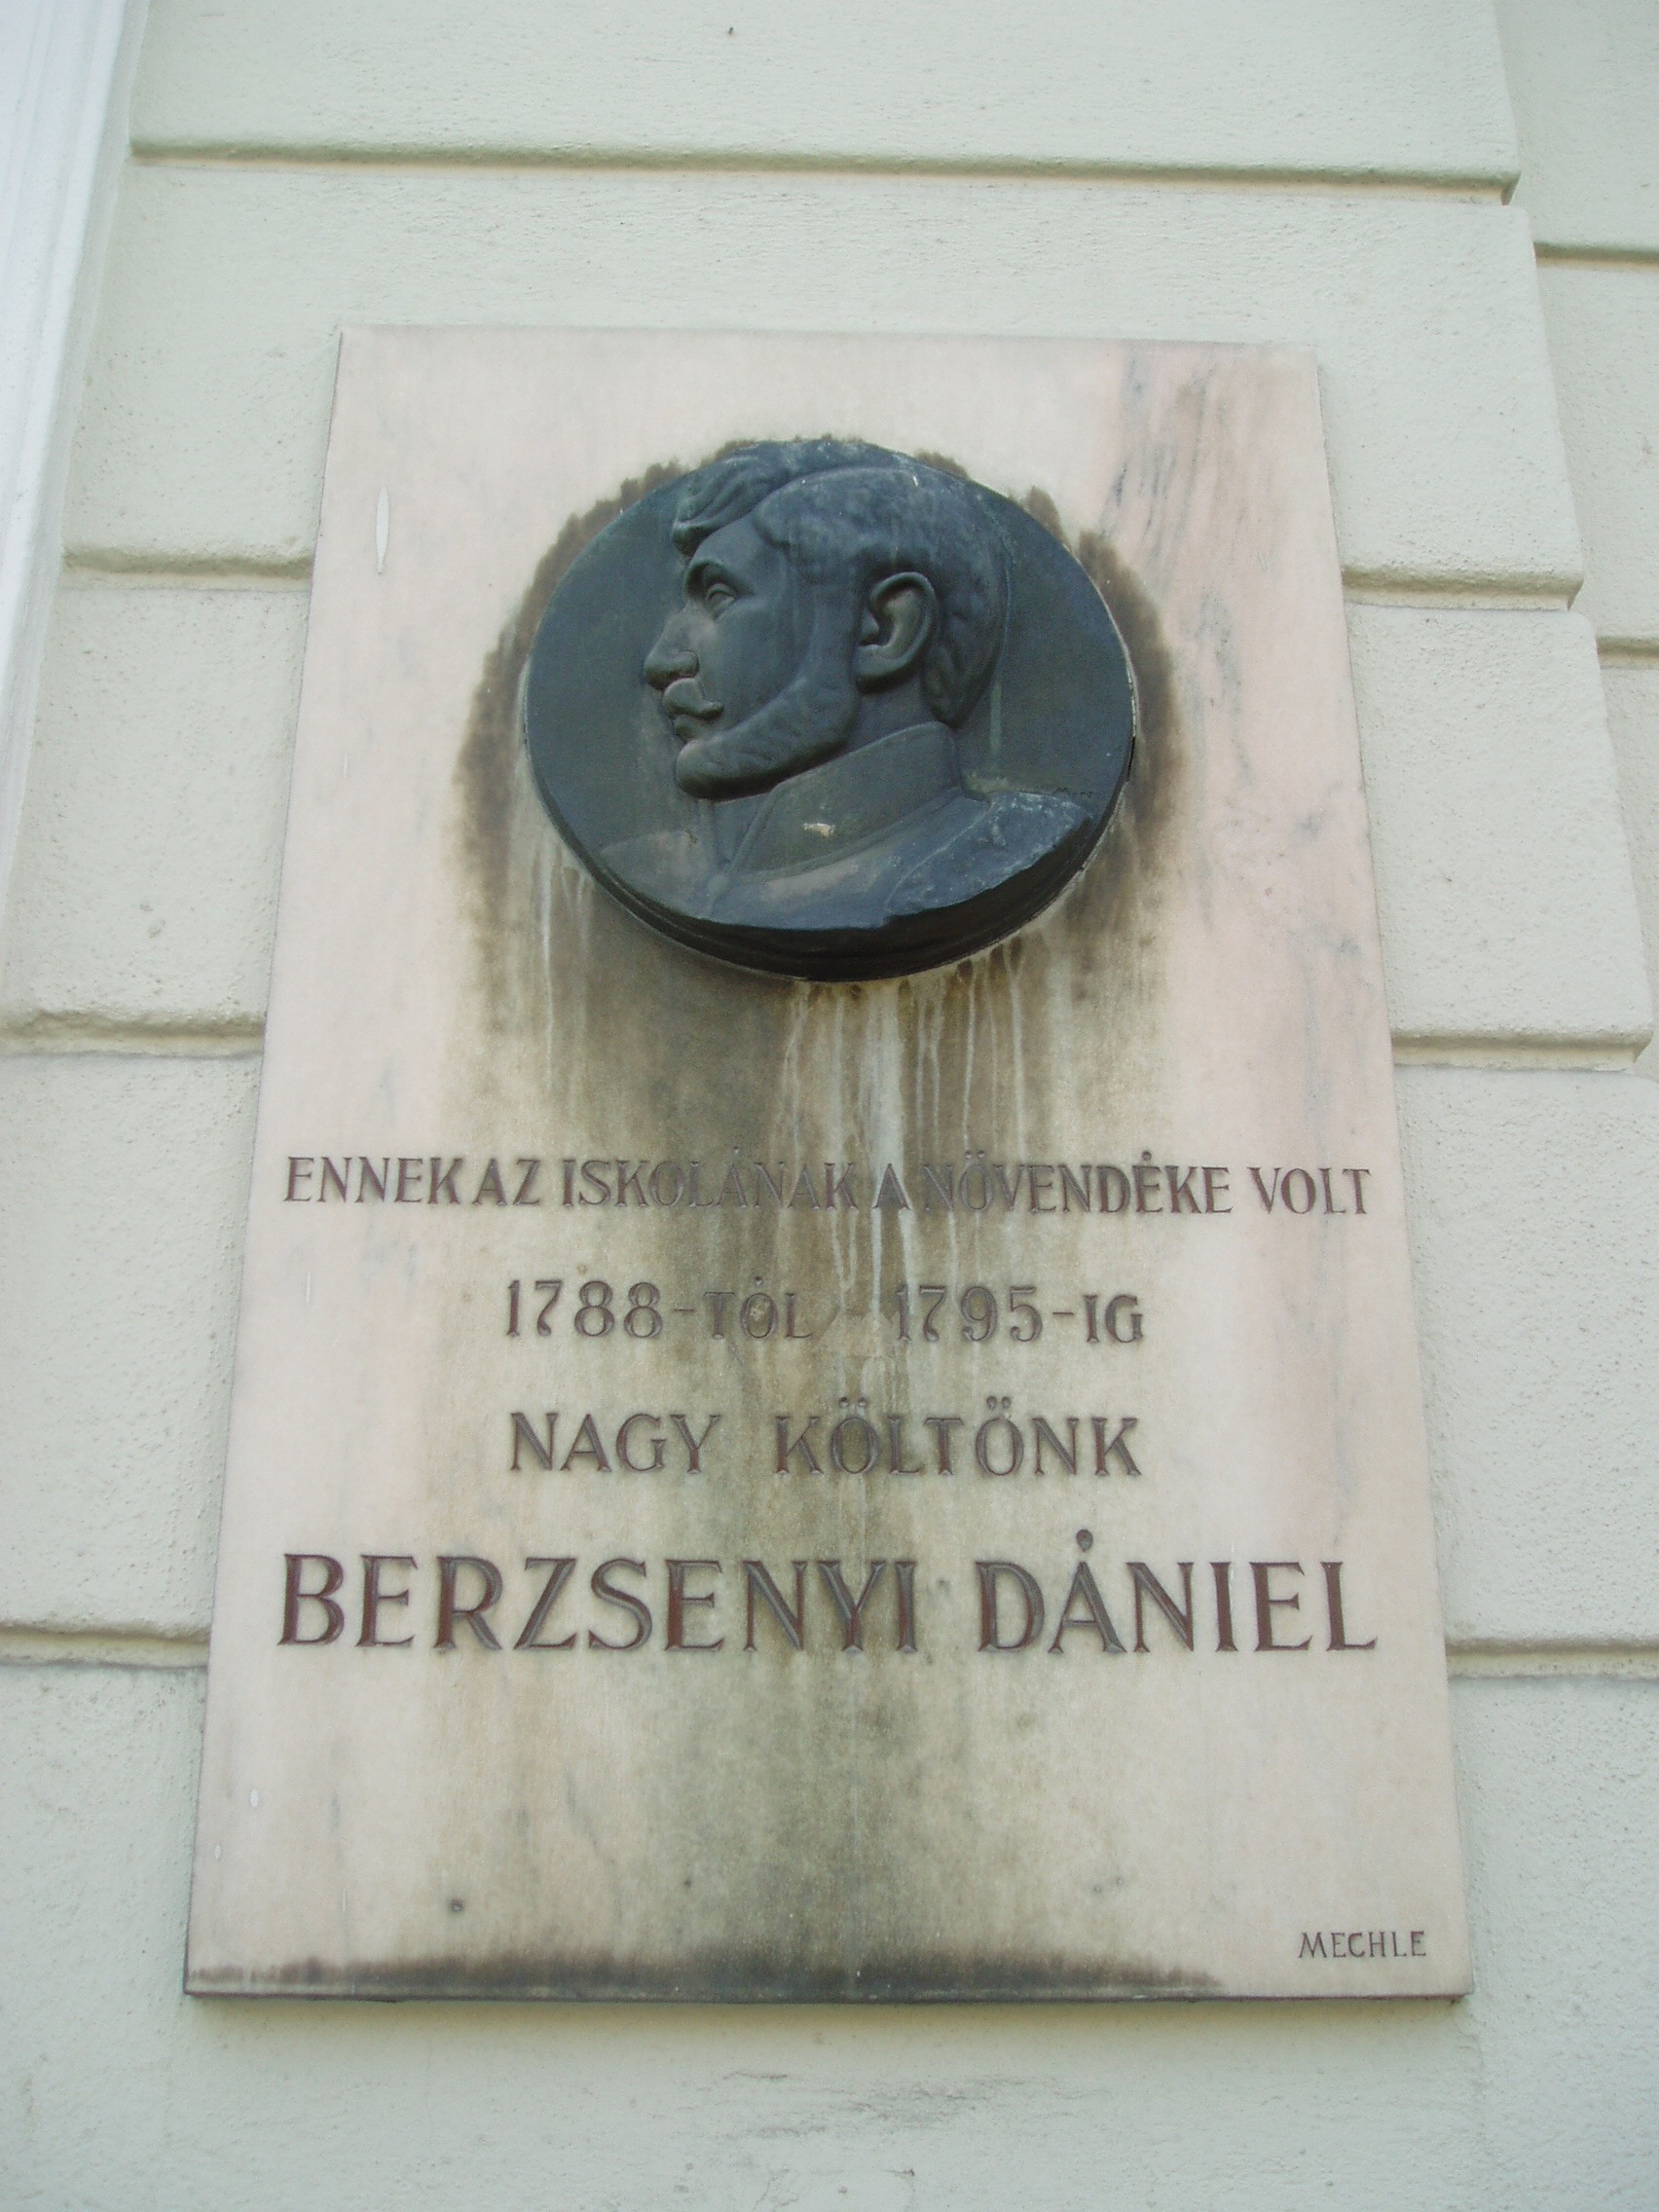 ENNEK AZ ISKOLÁNAK A NÖVENDÉKE VOLT
1788-TÓL 1795-IG
NAGY KÖLTÖNK
BERZSENYI DÁNIEL
MECHLE